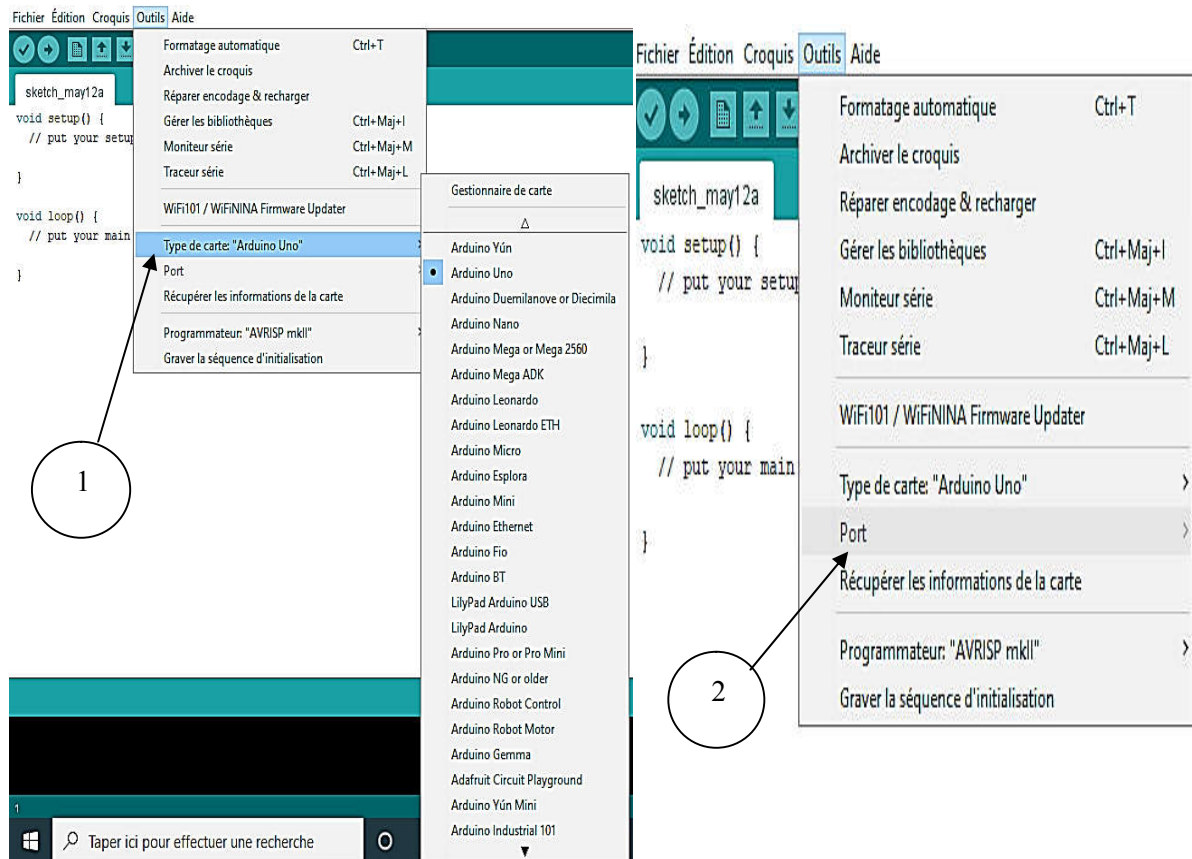 Fichier Édition Croquis Outils Aide
sketch_may12a
void setup() {
// put your setup
}
void loop() {
// put your main
}
Formatage automatique Ctrl+T
Archiver le croquis
Réparer encodage & recharger
Gérer les bibliothèques Ctrl+Maj+I
Moniteur série Ctrl+Maj+M
Traceur série Ctrl+Maj+L
WiFi101 / WiFiNINA Firmware Updater
Type de carte: "Arduino Uno"
Port
Récupérer les informations de la carte
Programmateur: "AVRISP mkII"
Graver la séquence d'initialisation
Gestionnaire de carte
Arduino Yún
Arduino Uno
Arduino Duemilanove or Diecimila
Arduino Nano
Arduino Mega or Mega 2560
Arduino Mega ADK
Arduino Leonardo
Arduino Leonardo ETH
Arduino Micro
Arduino Esplora
Arduino Mini
Arduino Ethernet
Arduino Fio
Arduino BT
LilyPad Arduino USB
LilyPad Arduino
Arduino Pro or Pro Mini
Arduino NG or older
Arduino Robot Control
Arduino Robot Motor
Arduino Gemma
Adafruit Circuit Playground
Arduino Yún Mini
Arduino Industrial 101
1
1
Taper ici pour effectuer une recherche
Fichier Édition Croquis Outils Aide
sketch_may12a
void setup() {
// put your setup
}
void loop() {
// put your main
}
Formatage automatique Ctrl+T
Archiver le croquis
Réparer encodage & recharger
Gérer les bibliothèques Ctrl+Maj+I
Moniteur série Ctrl+Maj+M
Traceur série Ctrl+Maj+L
WiFi101 / WiFiNINA Firmware Updater
Type de carte: "Arduino Uno"
Port
Récupérer les informations de la carte
Programmateur: "AVRISP mkII"
Graver la séquence d'initialisation
2